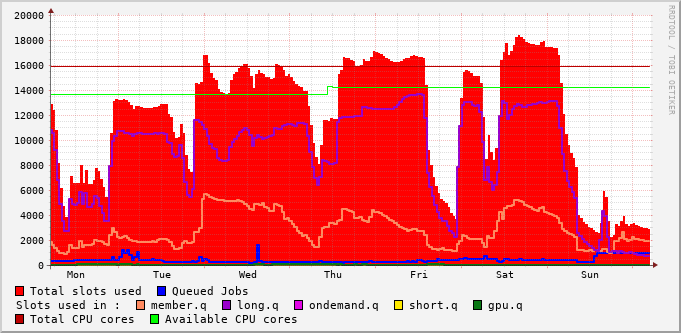 20000
18000
16000
14000
12000
10000
8000
6000
4000
2000
0
Mon Tue Wed Thu Fri Sat Sun
RRDTOOL / TOBI OETIKER
Total slots used Queued Jobs
Slots used in : member.q long.q ondemand.q short.q gpu.q
Total CPU cores Available CPU cores